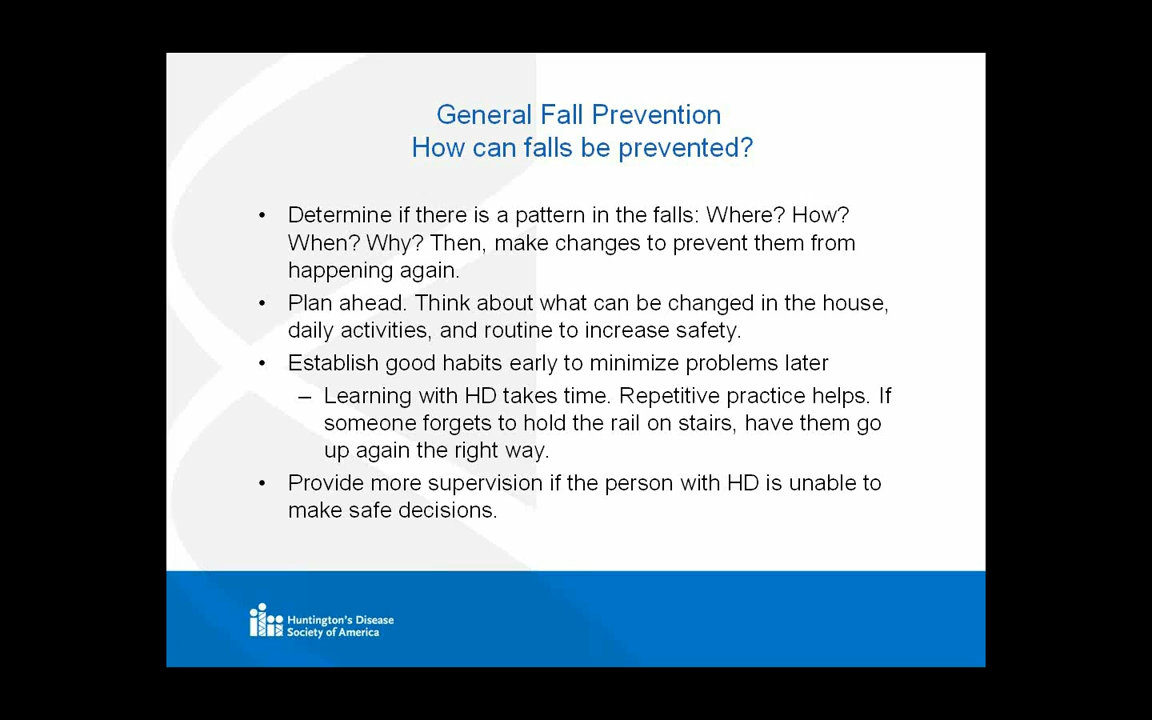 General Fall Prevention
How can falls be prevented?
• Determine if there is a pattern in the falls: Where? How?
When? Why? Then, make changes to prevent them from
happening again.
• Plan ahead. Think about what can be changed in the house,
daily activities, and routine to increase safety.
• Establish good habits early to minimize problems later
– Learning with HD takes time. Repetitive practice helps. If
someone forgets to hold the rail on stairs, have them go
up again the right way.
• Provide more supervision if the person with HD is unable to
make safe decisions.
Huntington's Disease
Society of America